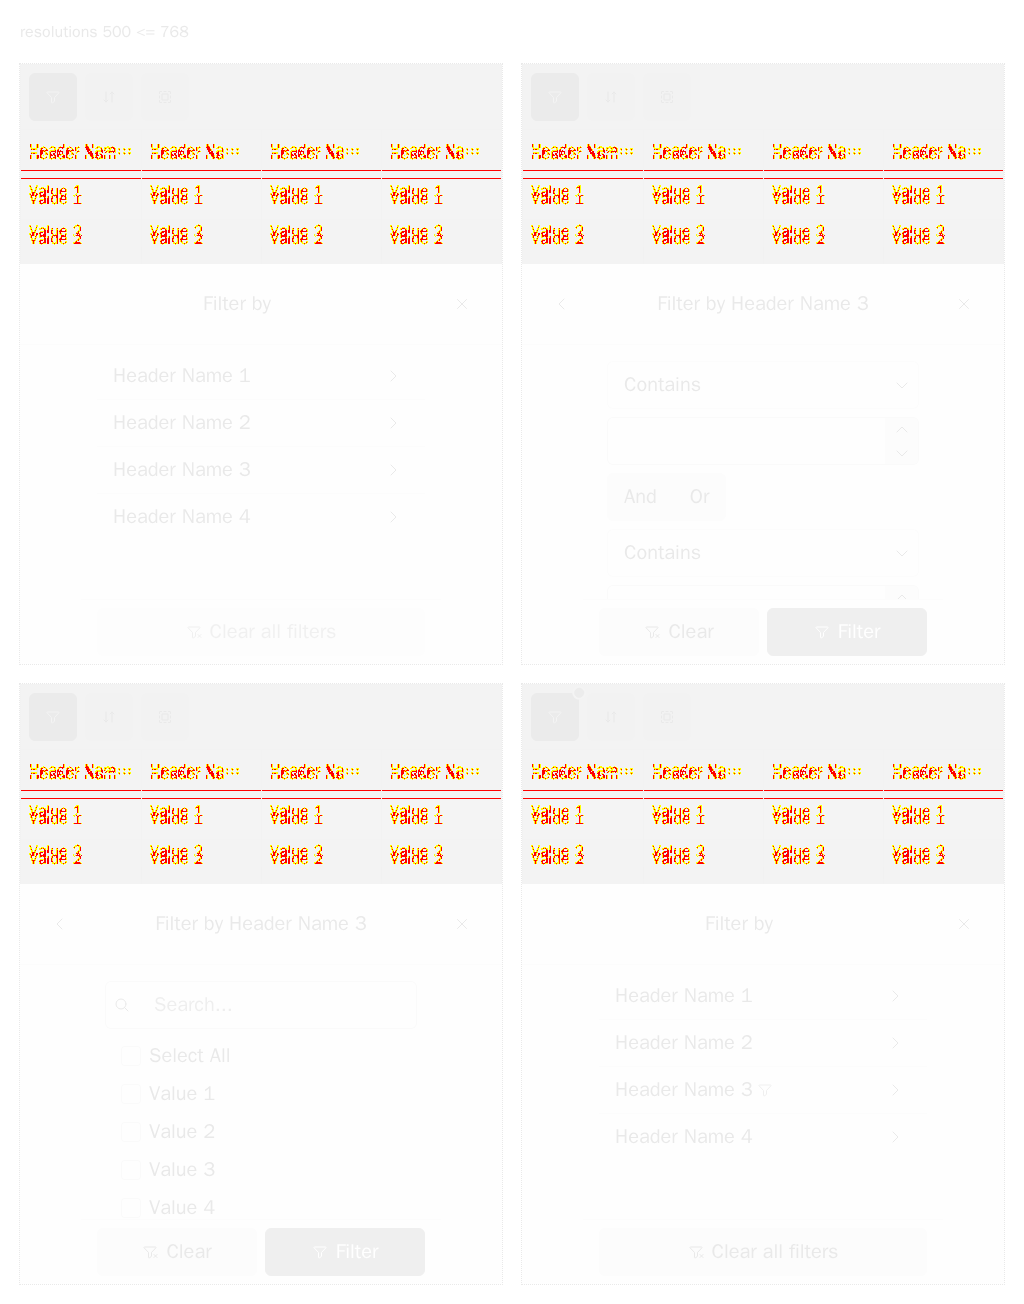 resolutions 500 <= 768
Header Nam... Header Na... Header Na... Header Na...
Value 1 Value 1 Value 1 Value 1
Value 2 Value 2 Value 2 Value 2
Filter by
Header Name 1
Header Name 2
Header Name 3
Header Name 4
Clear all filters
Header Nam... Header Na... Header Na... Header Na...
Value 1 Value 1 Value 1 Value 1
Value 2 Value 2 Value 2 Value 2
Filter by Header Name 3
Contains
And Or
Contains
Clear Filter
Header Nam... Header Na... Header Na... Header Na...
Value 1 Value 1 Value 1 Value 1
Value 2 Value 2 Value 2 Value 2
Filter by Header Name 3
Search...
Select All
Value 1
Value 2
Value 3
Value 4
Clear Filter
Header Nam... Header Na... Header Na... Header Na...
Value 1 Value 1 Value 1 Value 1
Value 2 Value 2 Value 2 Value 2
Filter by
Header Name 1
Header Name 2
Header Name 3
Header Name 4
Clear all filters